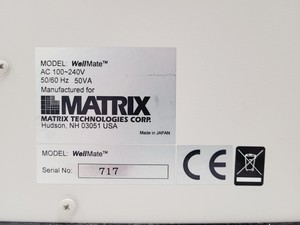 MODEL: WellMate™
AC 100~240V
50/60 Hz 50VA
Manufactured for
MATRIX
MATRIX TECHNOLOGIES CORP.
Hudson, NH 03051 USA
Made in JAPAN
MODEL: WellMate™
Serial No: 717
CE